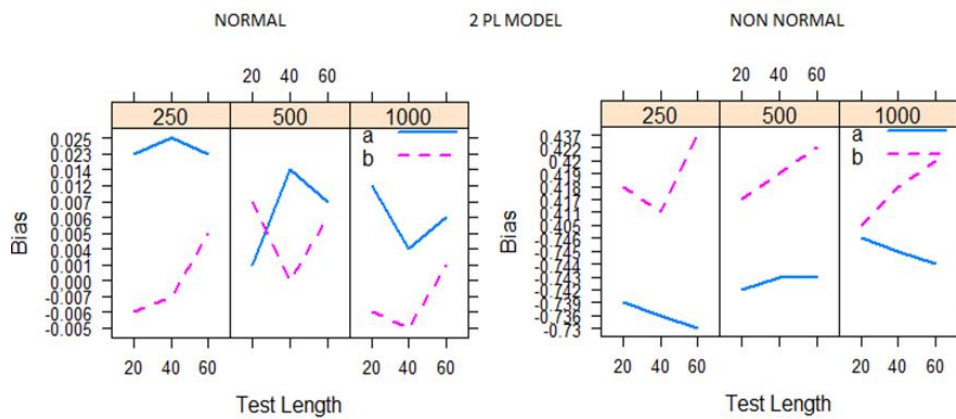 NORMAL 2 PL MODEL NON NORMAL
20 40 60
250 500 1000
a
b
Bias
0.025
0.023
0.014
0.012
0.007
0.006
0.005
0.004
0.001
0.000
-0.007
-0.006
-0.005
20 40 60 20 40 60
Test Length
20 40 60
250 500 1000
a
b
Bias
0.437
0.422
0.42
0.419
0.418
0.417
0.411
0.405
-0.746
-0.745
-0.744
-0.743
-0.742
-0.739
-0.736
-0.73
20 40 60 20 40 60
Test Length